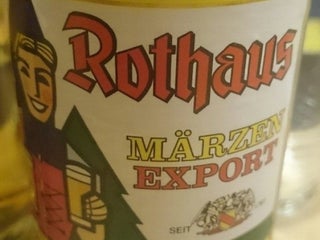 Rothaus
MÄRZEN
EXPORT
SEIT